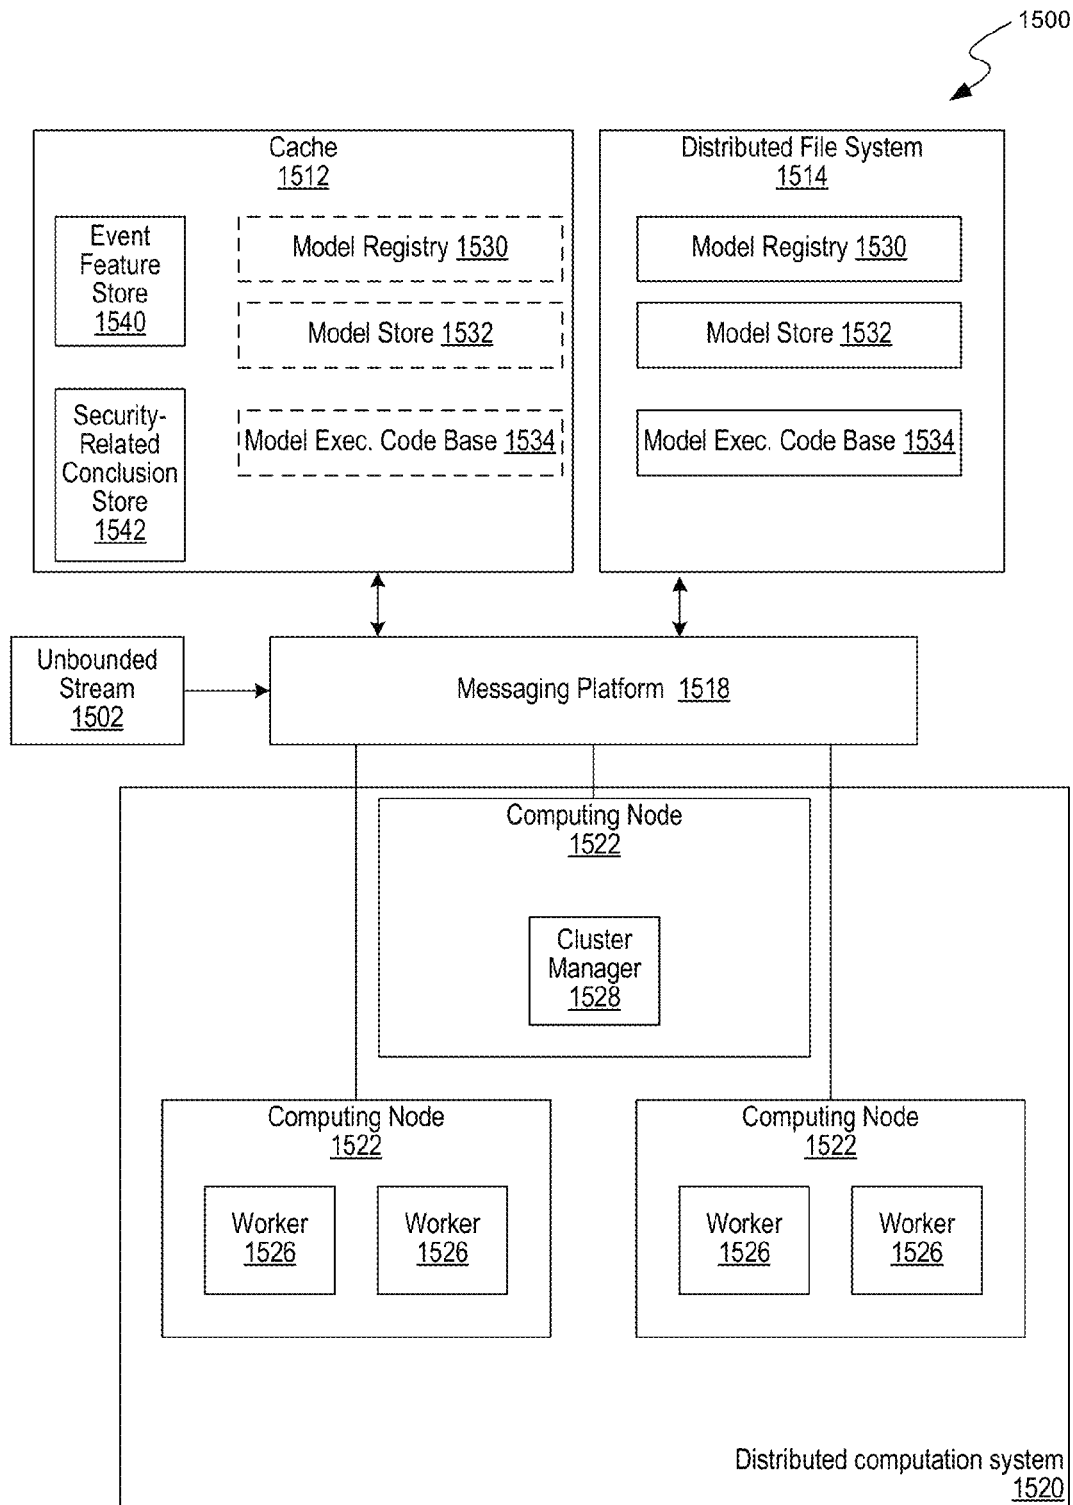 1500
Cache
1512
Event
Feature
Store
1540
Security-
Related
Conclusion
Store
1542
Model Registry 1530
Model Store 1532
Model Exec. Code Base 1534
Distributed File System
1514
Model Registry 1530
Model Store 1532
Model Exec. Code Base 1534
Unbounded
Stream
1502
Messaging Platform 1518
Computing Node
1522
Cluster
Manager
1528
Computing Node
1522
Worker
1526
Worker
1526
Computing Node
1522
Worker
1526
Worker
1526
Distributed computation system
1520